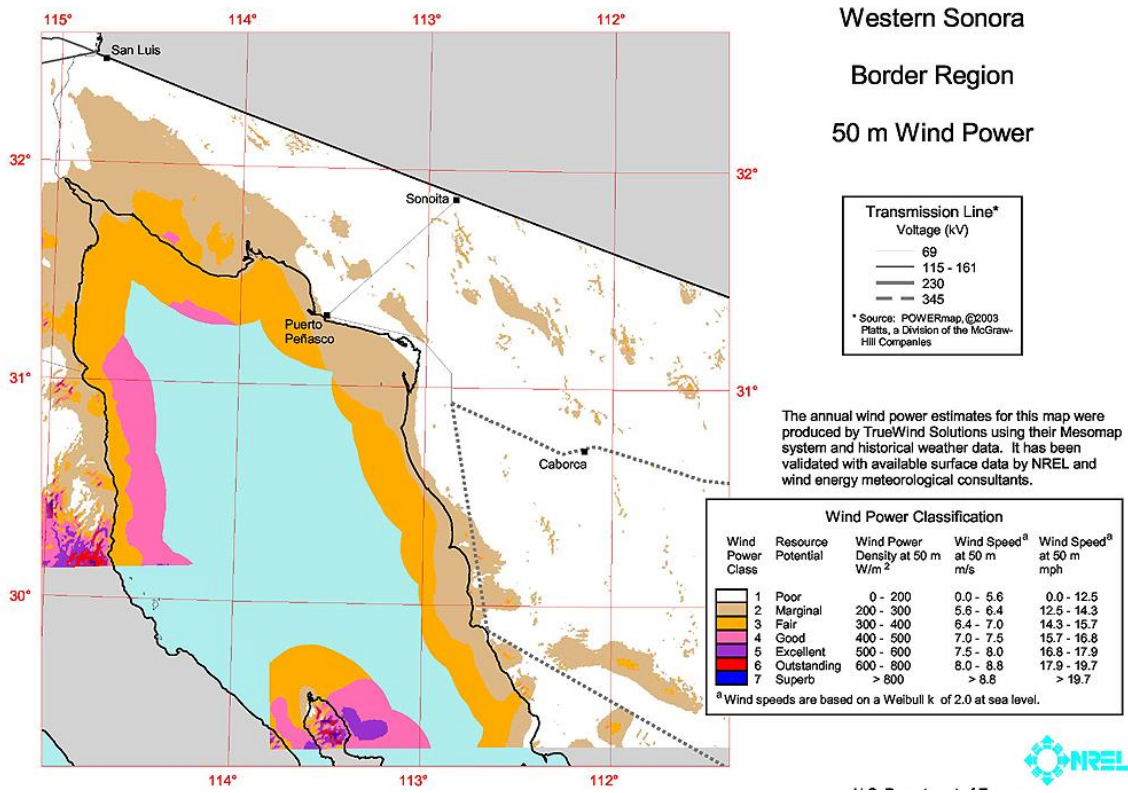 115°
114°
113°
112°
San Luis
32°
32°
Sonoita
Puerto
Peñasco
31°
31°
Caborca
30°
114°
113°
112°
Western Sonora
Border Region
50 m Wind Power
Transmission Line*
Voltage (kV)
69
115 - 161
230
345
* Source: POWERmap, ©2003
Platts, a Division of the McGraw-
Hill Companies
The annual wind power estimates for this map were
produced by TrueWind Solutions using their Mesomap
system and historical weather data. It has been
validated with available surface data by NREL and
wind energy meteorological consultants.
Wind Power Classification
Wind Resource Wind Power Wind Speed a Wind Speed a
Power Potential Density at 50 m at 50 m at 50 m
Class W/m 2 m/s mph
1 Poor 0 - 200 0.0 - 5.6 0.0 - 12.5
2 Marginal 200 - 300 5.6 - 6.4 12.5 - 14.3
3 Fair 300 - 400 6.4 - 7.0 14.3 - 15.7
4 Good 400 - 500 7.0 - 7.5 15.7 - 16.8
5 Excellent 500 - 600 7.5 - 8.0 16.8 - 17.9
6 Outstanding 600 - 800 8.0 - 8.8 17.9 - 19.7
7 Superb > 800 > 8.8 > 19.7
a Wind speeds are based on a Weibull k of 2.0 at sea level.
NREL